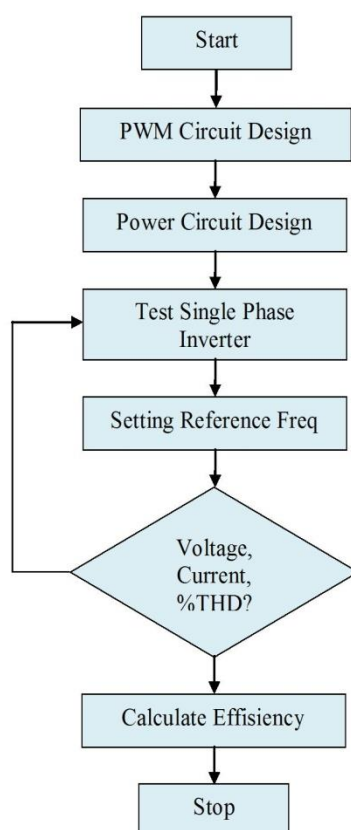 Start
PWM Circuit Design
Power Circuit Design
Test Single Phase
Inverter
Setting Reference Freq
Voltage,
Current,
%THD?
Calculate Effisiency
Stop